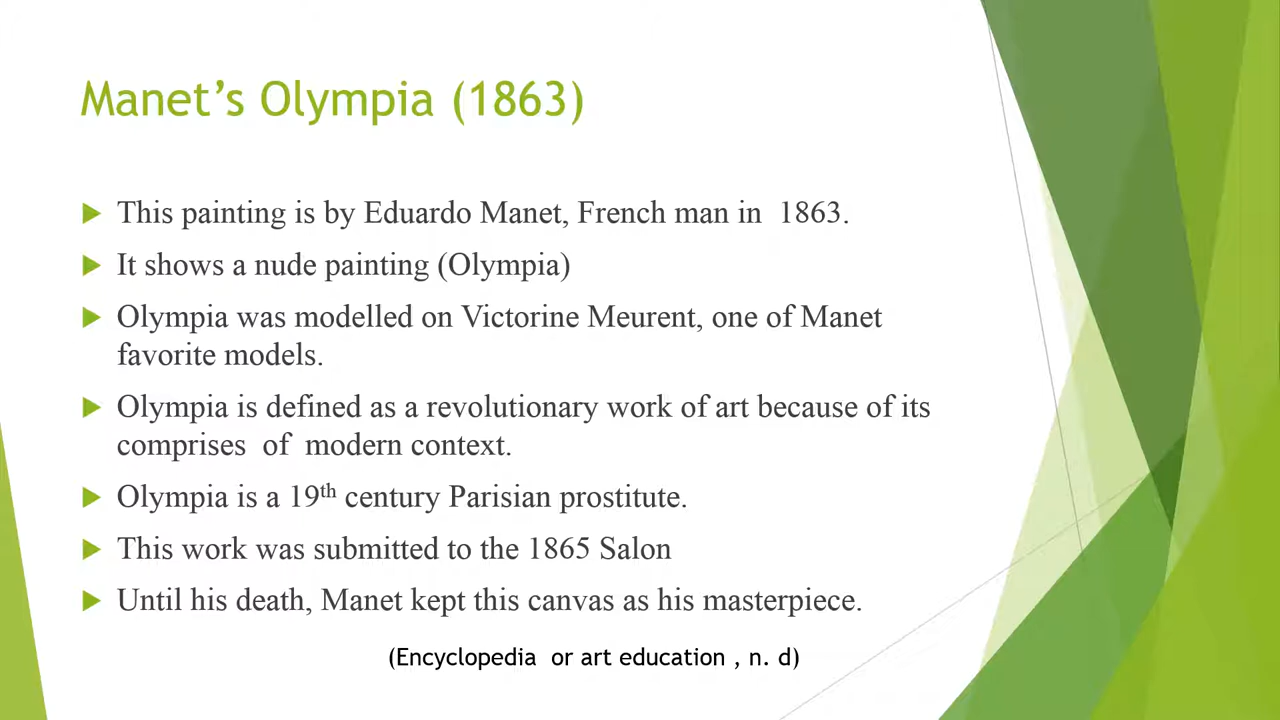 Manet’s Olympia (1863)
This painting is by Eduardo Manet, French man in  1863.
It shows a nude painting (Olympia)
Olympia was modelled on Victorine Meurent, one of Manet
favorite models.
Olympia is defined as a revolutionary work of art because of its
comprises  of  modern context.
Olympia is a 19th century Parisian prostitute.
This work was submitted to the 1865 Salon
Until his death, Manet kept this canvas as his masterpiece.
(Encyclopedia  or art education , n. d)